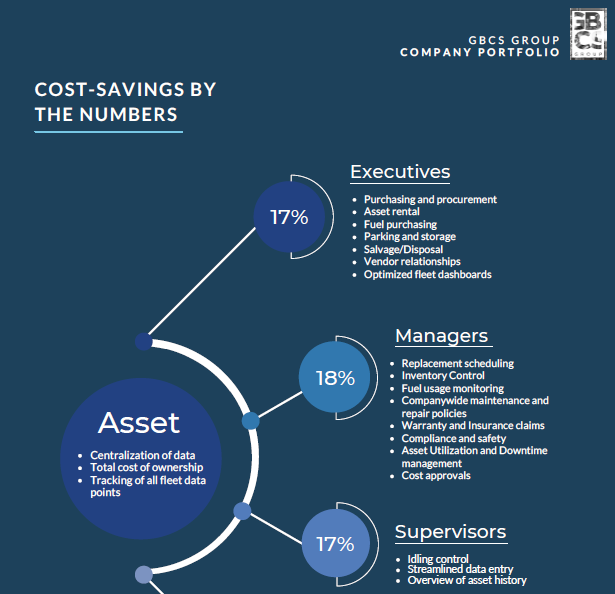 GBCS GROUP
COMPANY PORTFOLIO
GB
CS
GROUP
COST-SAVINGS BY
THE NUMBERS
17%
Executives
• Purchasing and procurement
• Asset rental
• Fuel purchasing
• Parking and storage
• Salvage/Disposal
• Vendor relationships
• Optimized fleet dashboards
18%
Managers
• Replacement scheduling
• Inventory Control
• Fuel usage monitoring
• Companywide maintenance and
repair policies
• Warranty and Insurance claims
• Compliance and safety
• Asset Utilization and Downtime
management
• Cost approvals
Asset
• Centralization of data
• Total cost of ownership
• Tracking of all fleet data
points
17%
Supervisors
• Idling control
• Streamlined data entry
• Overview of asset history